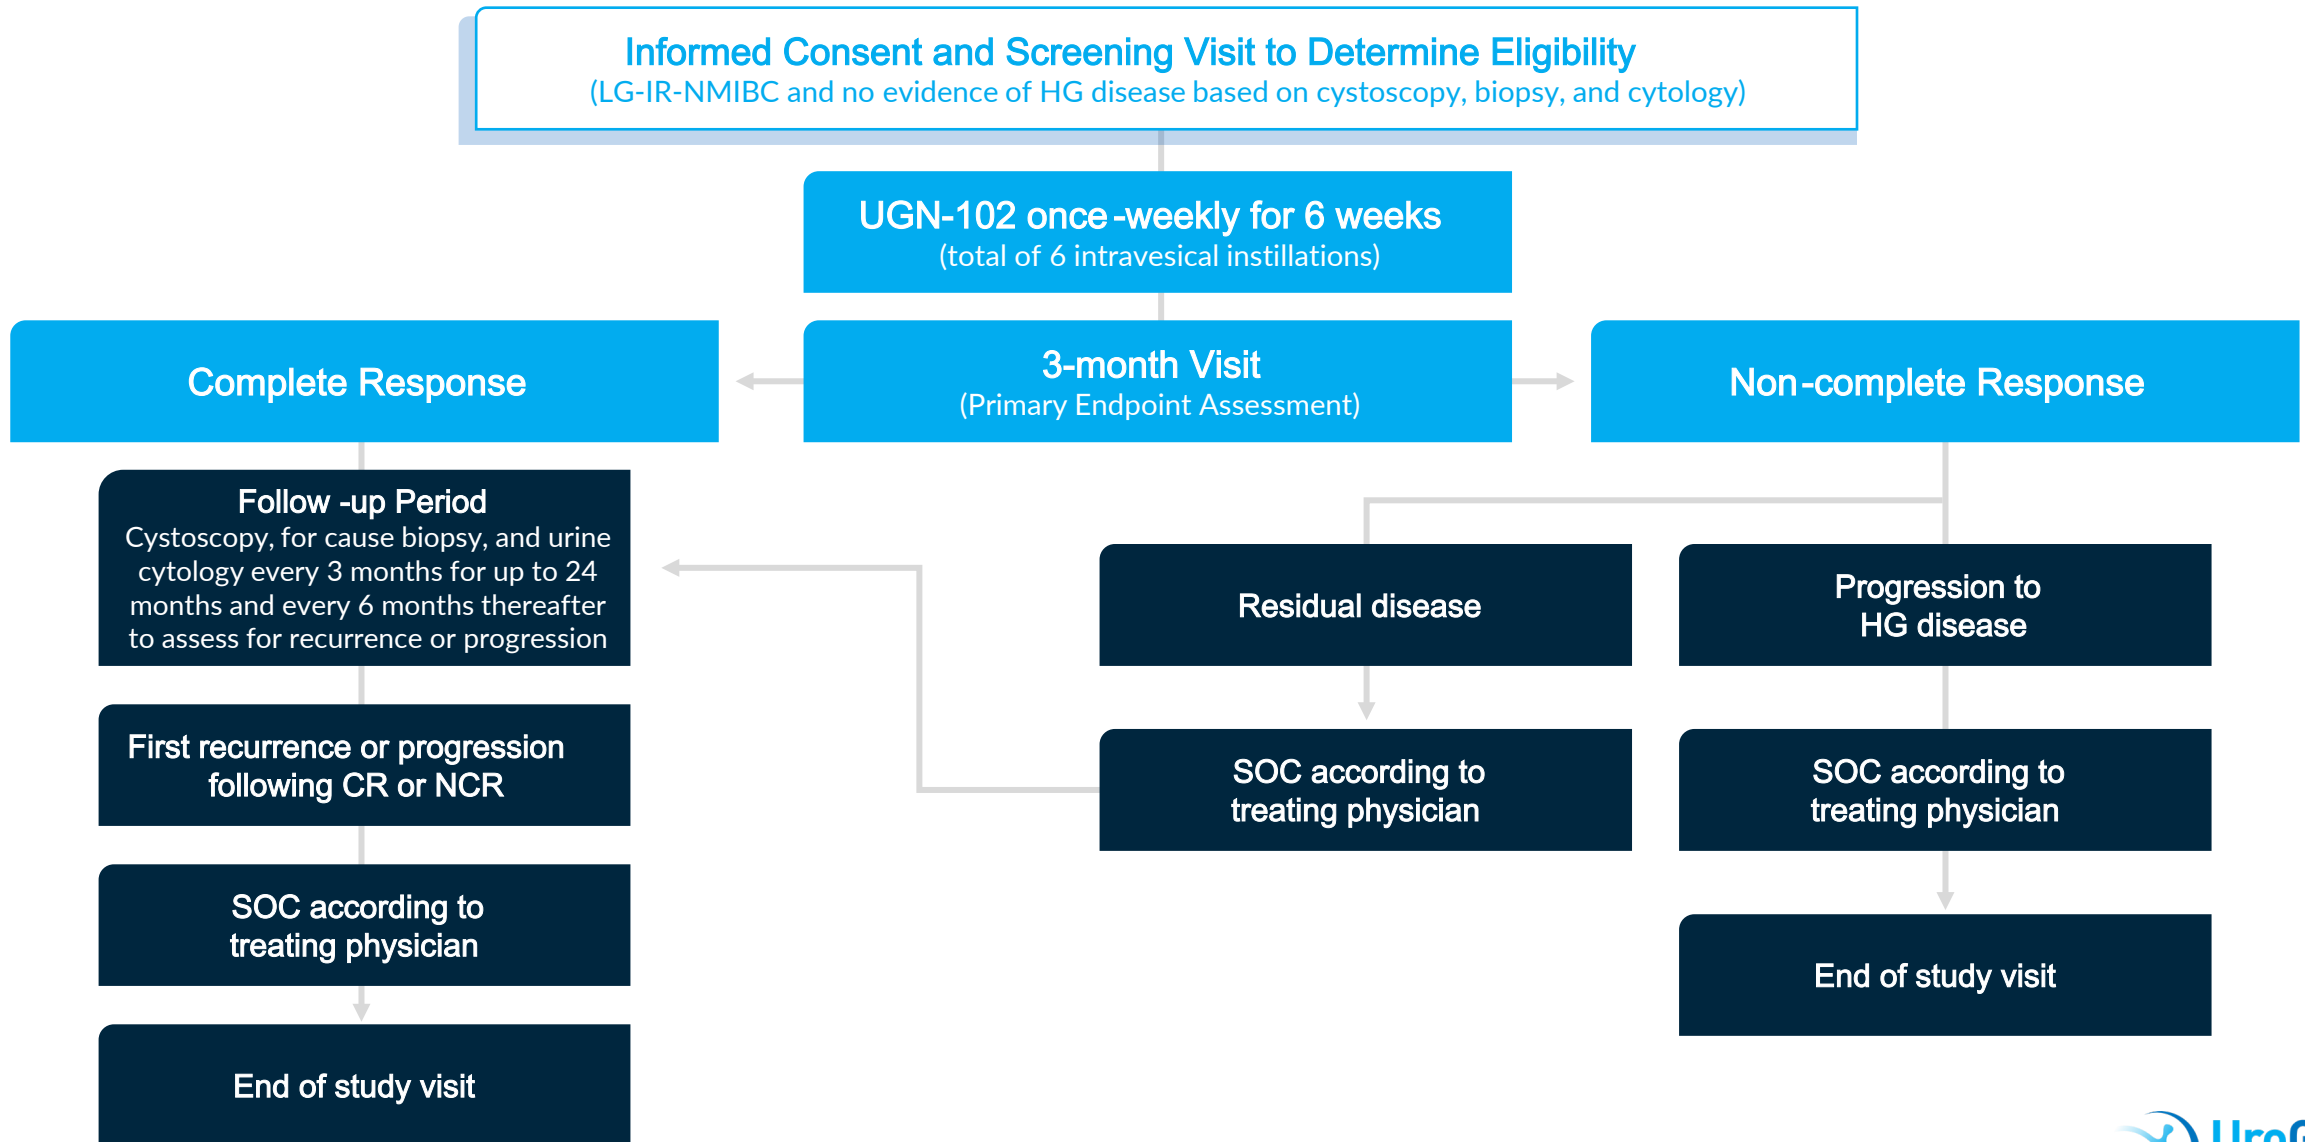 Informed Consent and Screening Visit to Determine Eligibility
(LG-IR-NMIBC and no evidence of HG disease based on cystoscopy, biopsy, and cytology)
UGN-102 once-weekly for 6 weeks
(total of 6 intravesical instillations)
3-month Visit
(Primary Endpoint Assessment)
Complete Response
Follow-up Period
Cystoscopy, for cause biopsy, and urine
cytology every 3 months for up to 24
months and every 6 months thereafter
to assess for recurrence or progression
First recurrence or progression
following CR or NCR
SOC according to
treating physician
End of study visit
Non-complete Response
Residual disease
SOC according to
treating physician
Progression to
HG disease
SOC according to
treating physician
End of study visit